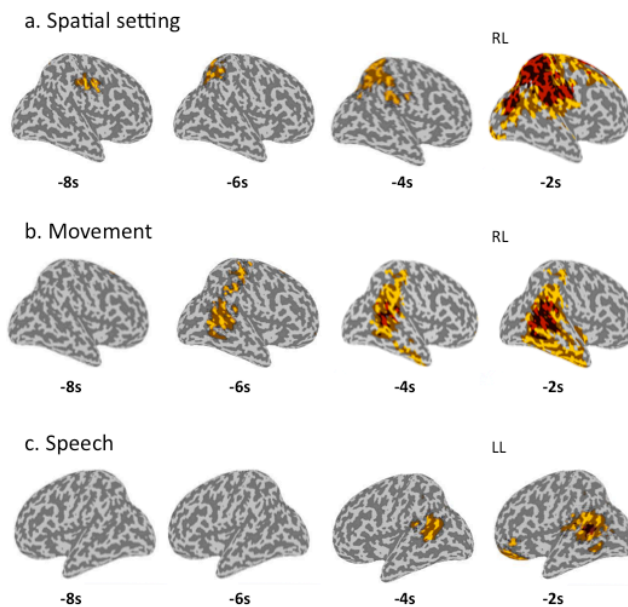 a. Spatial setting
RL
-8s
-6s
-4s
-2s
b. Movement
RL
-8s
-6s
-4s
-2s
c. Speech
LL
-8s
-6s
-4s
-2s